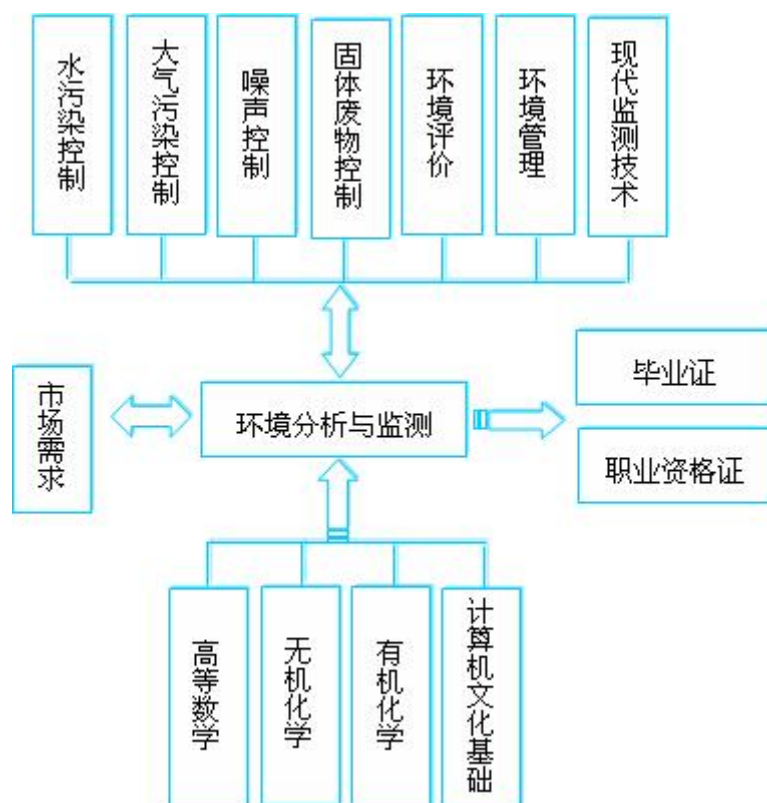 水污染控制
大气污染控制
噪声控制
固体废物控制
环境评价
环境管理
现代监测技术
市场需求
环境分析与监测
毕业证
职业资格证
高等数学
无机化学
有机化学
计算机文化基础